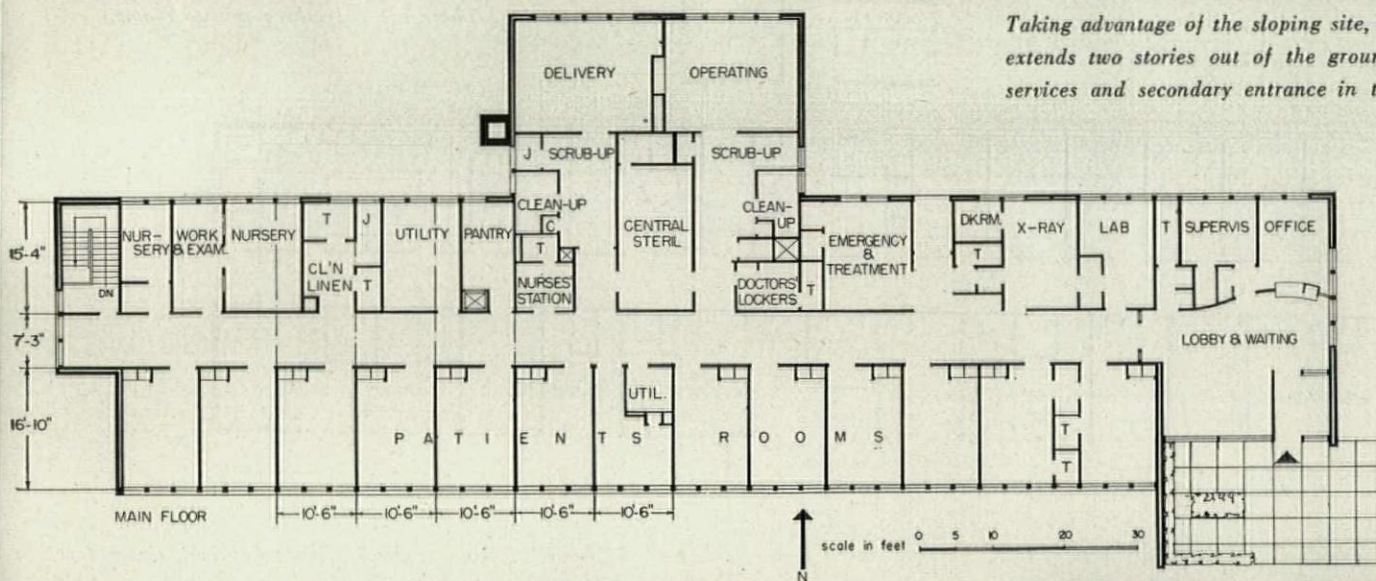 Taking advantage of the sloping site,
extends two stories out of the groun
services and secondary entrance in t
DELIVERY
OPERATING
J
SCRUB-UP
SCRUB-UP
CLEAN-UP
C
T
NURSES'
STATION
CENTRAL
STERIL
CLEAN-
UP
DOCTORS'
LOCKERS
T
15'-4"
7'-3"
16'-10"
DN
NUR-
SERY
WORK
& EXAM.
NURSERY
T
CL'N
LINEN
J
T
UTILITY
PANTRY
EMERGENCY
&
TREATMENT
DK.RM.
T
X-RAY
LAB
T
SUPERVIS
OFFICE
LOBBY & WAITING
UTIL.
PATIENTS ROOMS
T
T
MAIN FLOOR
10'-6" 10'-6" 10'-6" 10'-6" 10'-6"
N
scale in feet 0 5 10 20 30